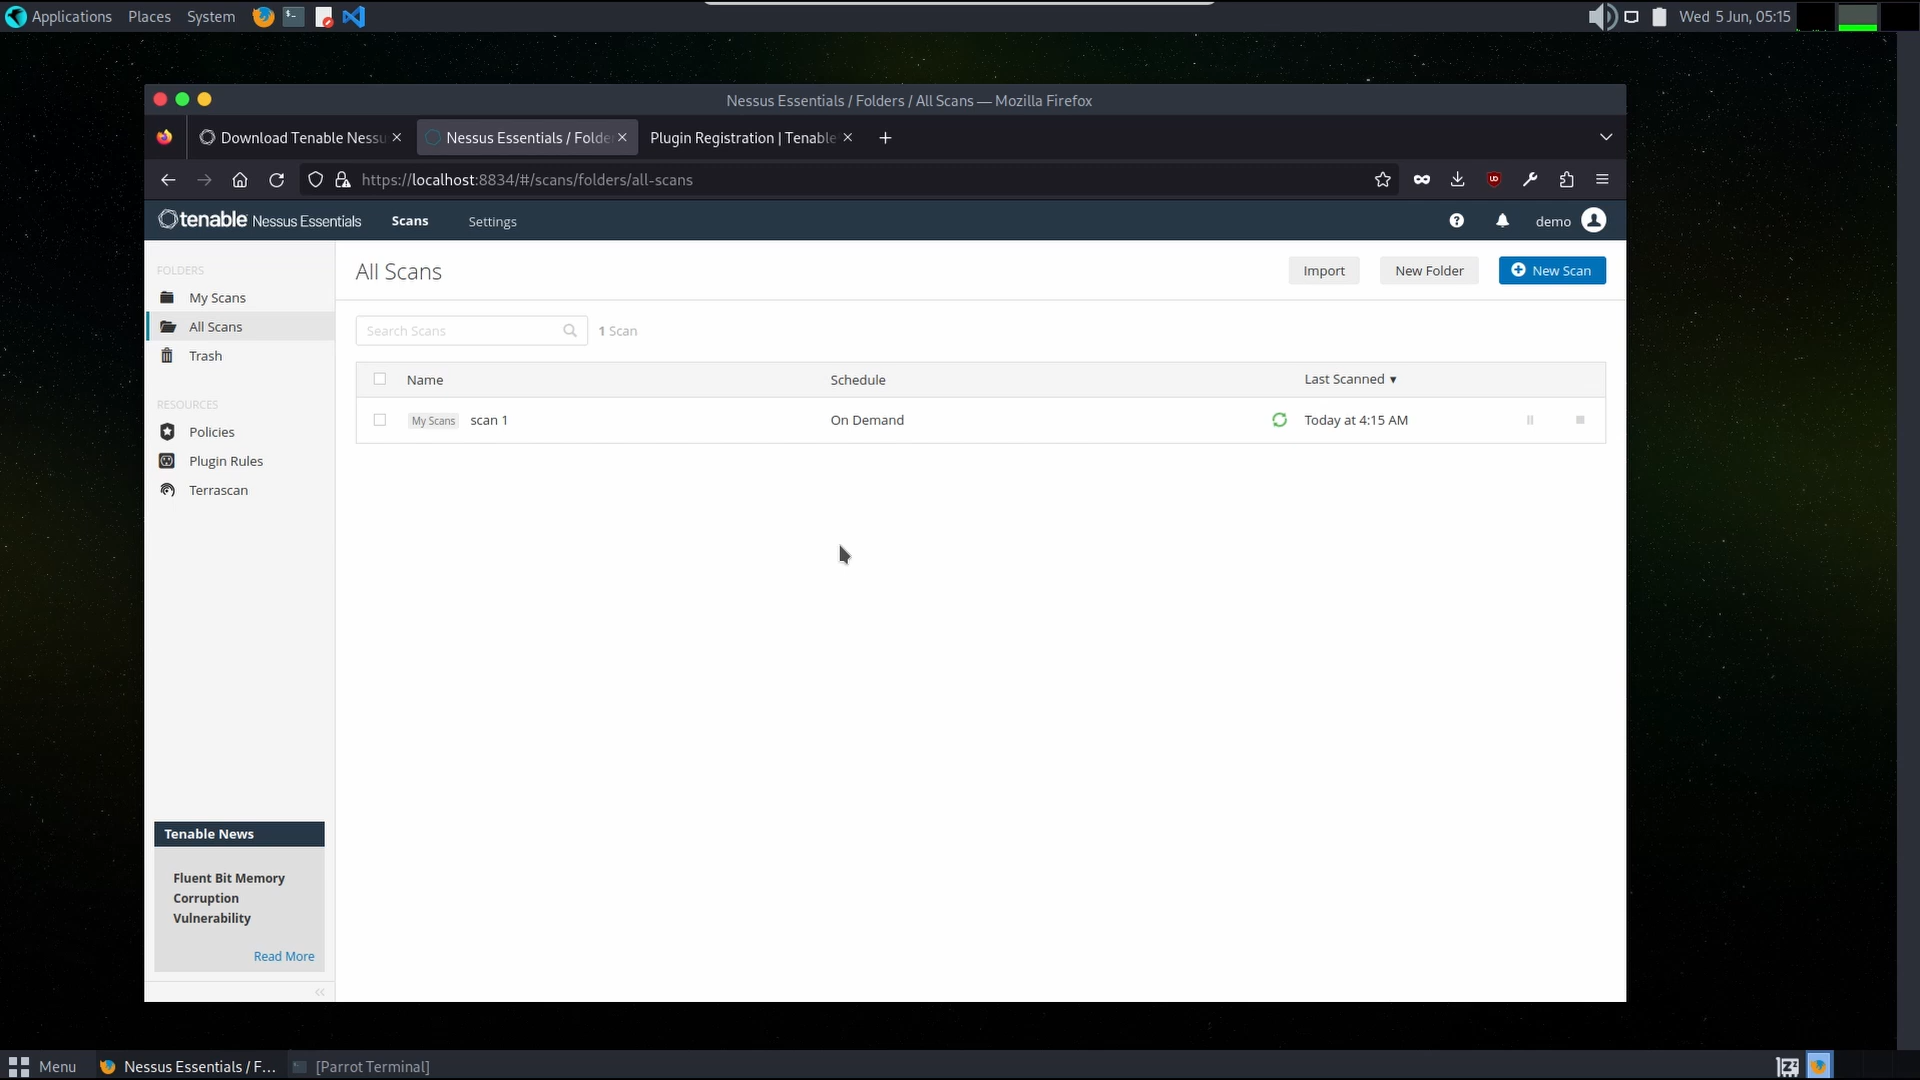 Applications Places System
Wed 5 Jun, 05:15
Nessus Essentials / Folders / All Scans — Mozilla Firefox
Download Tenable Nessu
Nessus Essentials / Folde
Plugin Registration | Tenable
https://localhost:8834/#/scans/folders/all-scans
tenable Nessus Essentials
Scans
Settings
demo
FOLDERS
My Scans
All Scans
Trash
RESOURCES
Policies
Plugin Rules
Terrascan
Tenable News
Fluent Bit Memory
Corruption
Vulnerability
Read More
All Scans
Import
New Folder
New Scan
Search Scans
1 Scan
Name
Schedule
Last Scanned
My Scans
scan 1
On Demand
Today at 4:15 AM
Menu
Nessus Essentials / F...
[Parrot Terminal]